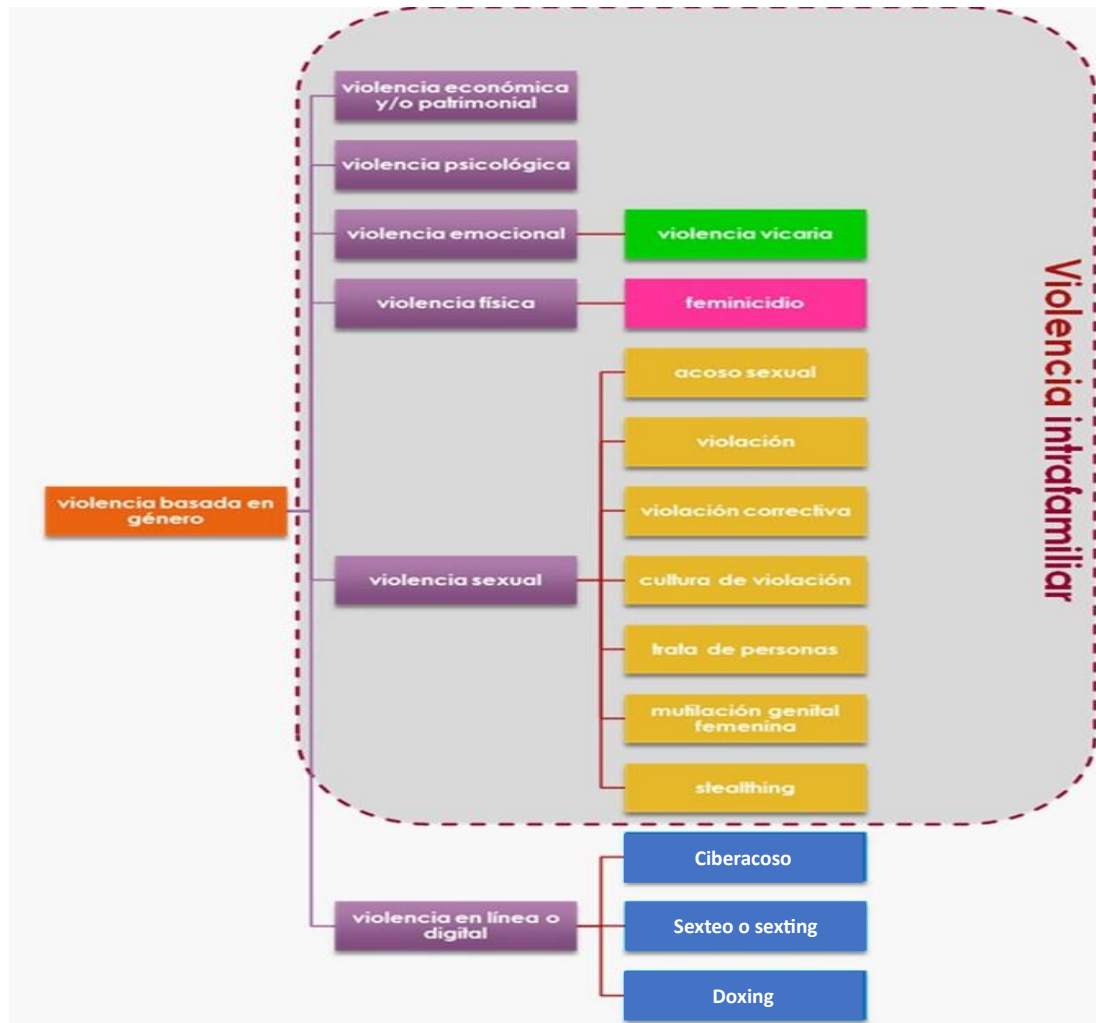 violencia económica
y/o patrimonial
violencia psicológica
violencia emocional
violencia vicaria
violencia física
feminicidio
Violencia intrafamiliar
acoso sexual
violación
violencia basada en
género
violación correctiva
violencia sexual
cultura de violación
trata de personas
mutilación genital
femenina
stealthing
Ciberacoso
violencia en línea o
digital
Sexteo o sexting
Doxing